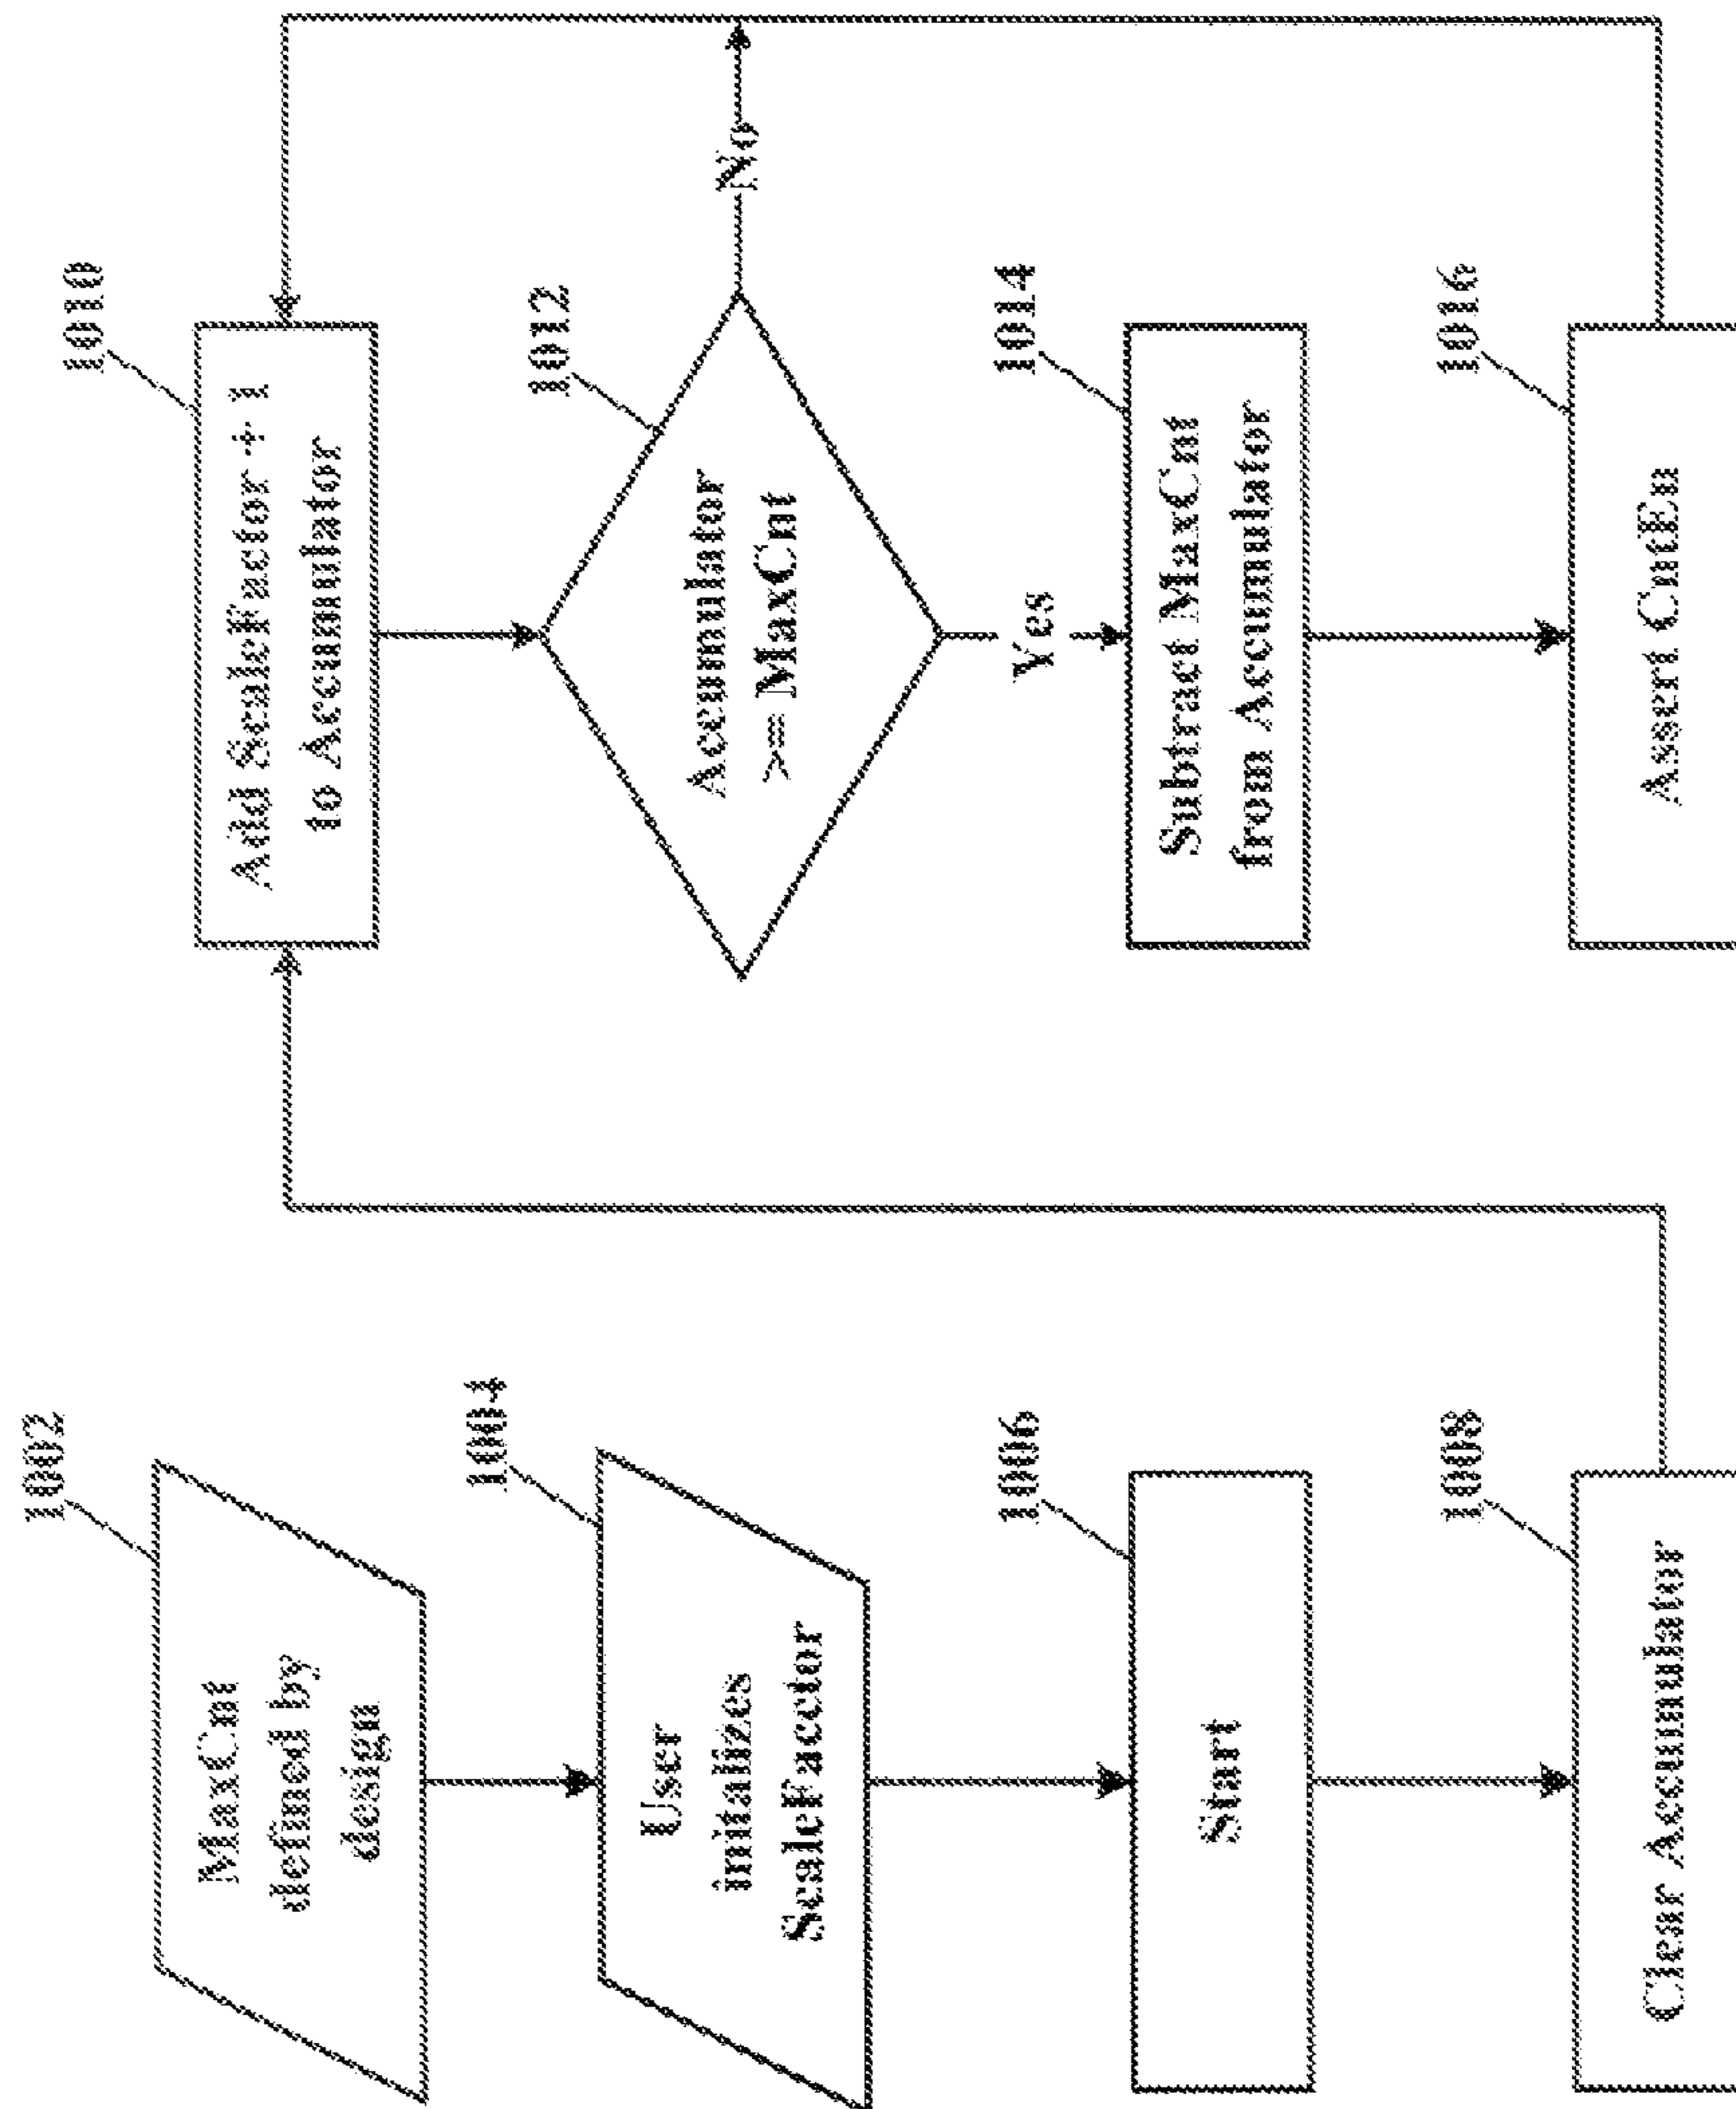 1002
MaxCnt
defined by
design
1004
User
initializes
ScaleFactor
1006
Start
1008
Clear Accumulator
1010
Add ScaleFactor + 1
to Accumulator
1012
Accumulator
>= MaxCnt
No
Yes
1014
Subtract MaxCnt
from Accumulator
1016
Assert CntEn